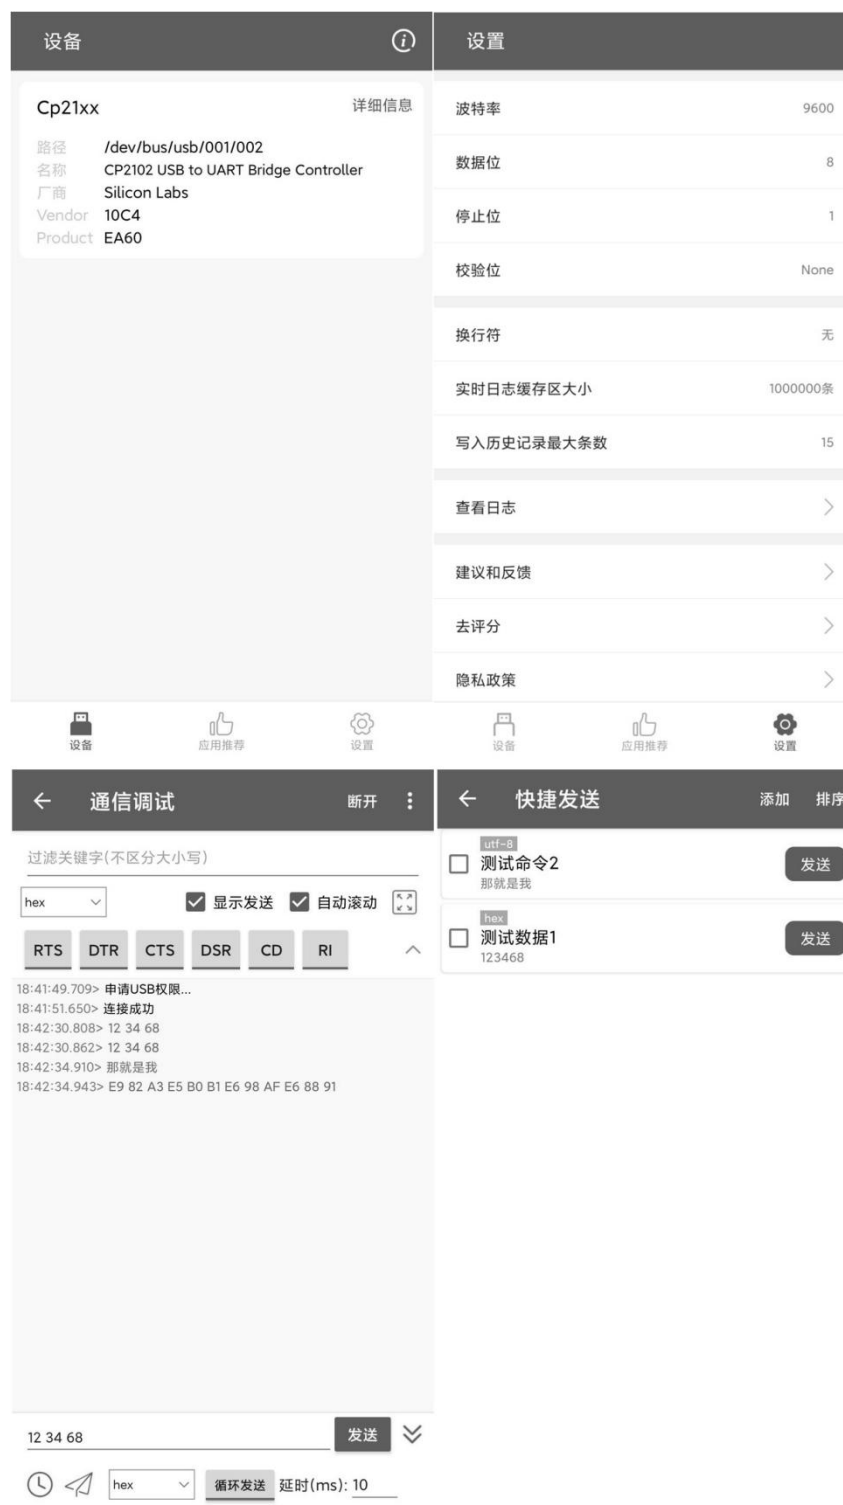 设备
Cp21xx 详细信息
路径 /dev/bus/usb/001/002
名称 CP2102 USB to UART Bridge Controller
厂商 Silicon Labs
Vendor 10C4
Product EA60
设备 应用推荐 设置
设置
波特率 9600
数据位 8
停止位 1
校验位 None
换行符 无
实时日志缓存区大小 1000000条
写入历史记录最大条数 15
查看日志
建议和反馈
去评分
隐私政策
设备 应用推荐 设置
通信调试 断开
过滤关键字(不区分大小写)
hex 显示发送 自动滚动
RTS DTR CTS DSR CD RI
18:41:49.709> 申请USB权限...
18:41:51.650> 连接成功
18:42:30.808> 12 34 68
18:42:30.862> 12 34 68
18:42:34.910> 那就是我
18:42:34.943> E9 82 A3 E5 B0 B1 E6 98 AF E6 88 91
12 34 68 发送
hex 循环发送 延时(ms): 10
快捷发送 添加 排序
utf-8
测试命令2 发送
那就是我
hex
测试数据1 发送
123468